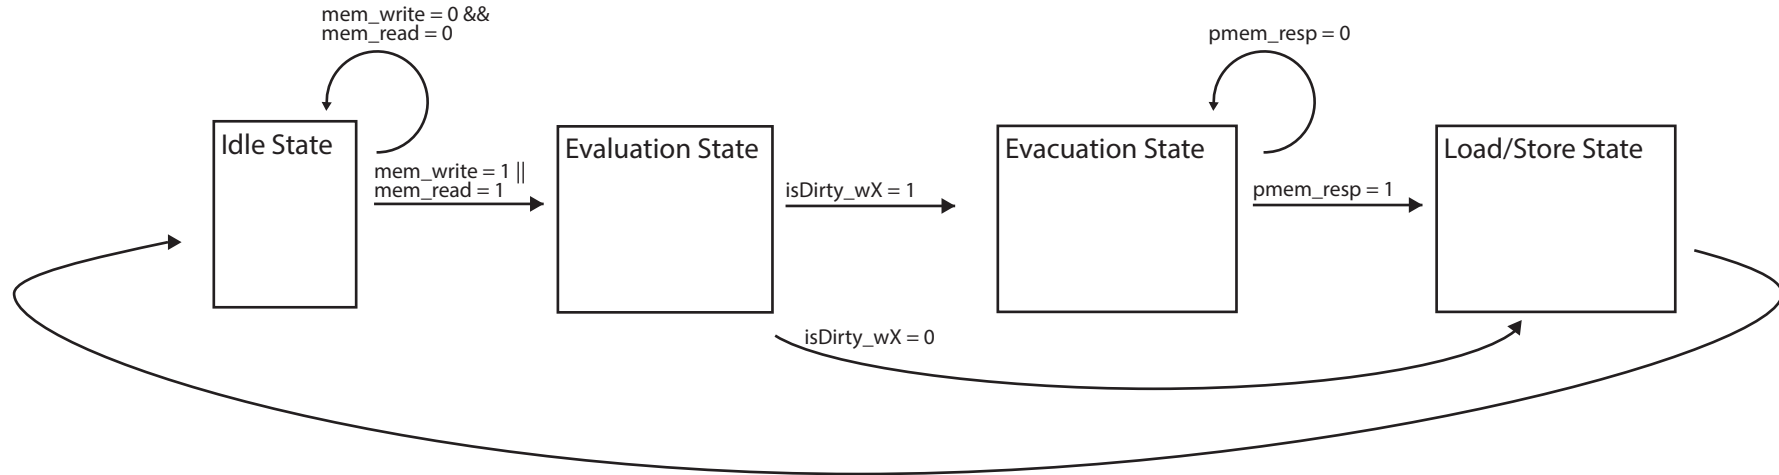 mem_write = 0 &&
mem_read = 0
pmem_resp = 0
Idle State
Evaluation State
Evacuation State
Load/Store State
mem_write = 1 ||
mem_read = 1
isDirty_wX = 1
pmem_resp = 1
isDirty_wX = 0